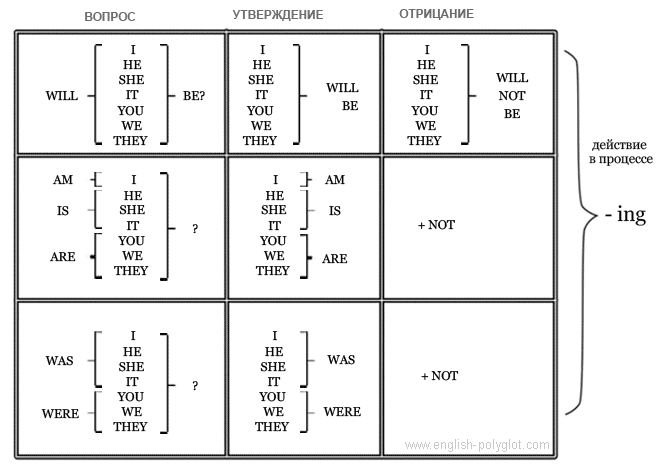 ВОПРОС УТВЕРЖДЕНИЕ ОТРИЦАНИЕ
I
HE
SHE
WILL IT BE?
YOU
WE
THEY
I
HE
SHE WILL
IT BE
YOU
WE
THEY
I
HE
SHE WILL
IT NOT
YOU BE
WE
THEY
AM I
HE
IS SHE
IT
YOU ?
ARE WE
THEY
I AM
HE
SHE IS
IT
YOU
WE ARE
THEY
+ NOT
I
HE
WAS SHE
IT ?
YOU
WERE WE
THEY
I
HE
SHE WAS
IT
YOU
WE WERE
THEY
+ NOT
действие
в процессе
- ing
www.english-polyglot.com